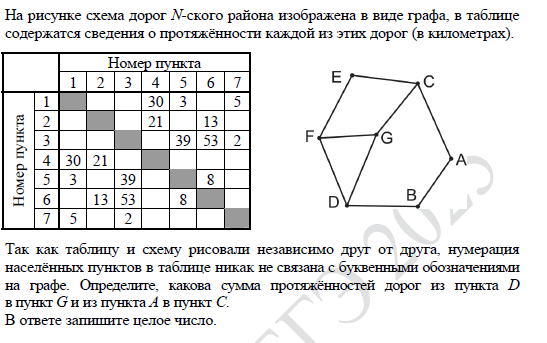 На рисунке схема дорог N-ского района изображена в виде графа, в таблице
содержатся сведения о протяжённости каждой из этих дорог (в километрах).
Номер пункта
1 2 3 4 5 6 7
Номер пункта
1 30 3 5
2 21 13
3 39 53 2
4 30 21
5 3 39 8
6 13 53 8
7 5 2
E
C
F
G
A
D
B
Так как таблицу и схему рисовали независимо друг от друга, нумерация
населённых пунктов в таблице никак не связана с буквенными обозначениями
на графе. Определите, какова сумма протяжённостей дорог из пункта D
в пункт G и из пункта A в пункт C.
В ответе запишите целое число.
ЕГЭ 2025